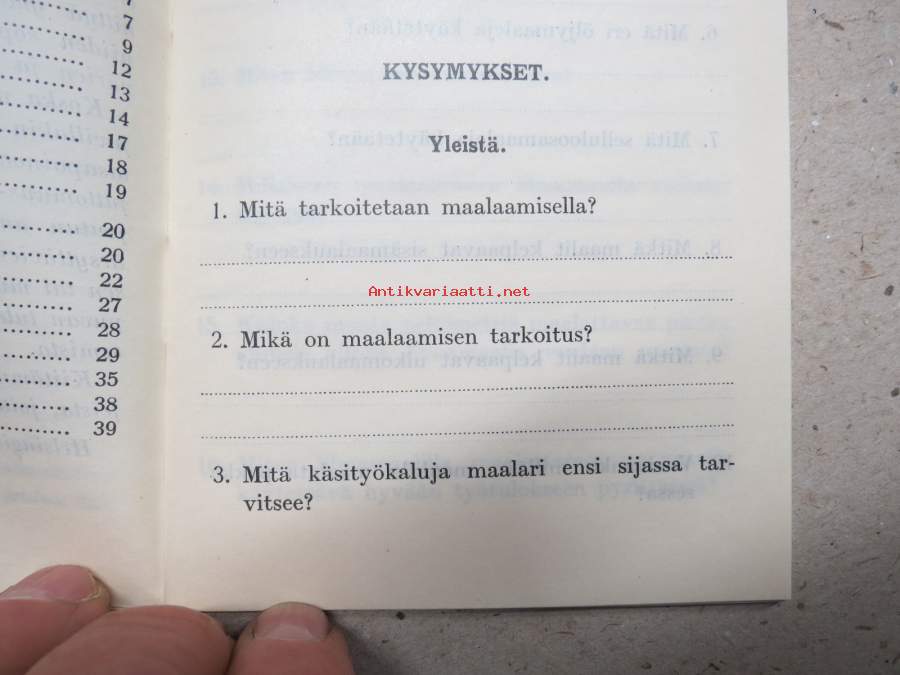 7
9
12
13
14
17
18
19
20
20
22
27
28
29
35
38
39
KYSYMYKSET.
Yleistä.
1. Mitä tarkoitetaan maalaamisella?
Antikvariaatti.net
2. Mikä on maalaamisen tarkoitus?
3. Mitä käsityökaluja maalari ensi sijassa tar-
vitsee?